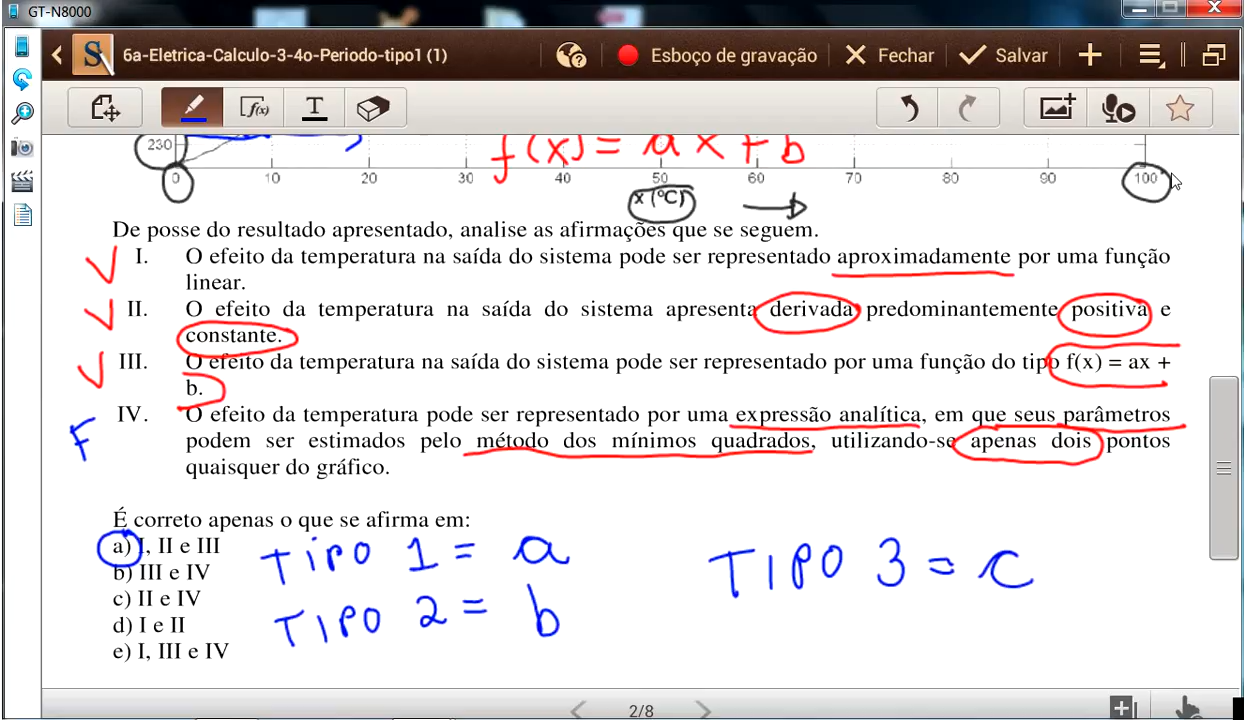 GT-N8000
6a-Eletrica-Calculo-3-4o-Periodo-tipo1 (1)
Esboço de gravação
Fechar
Salvar
f(x)
T
230
f(x) = ax + b
0 10 20 30 40 50 60 70 80 90 100
x (°C)
De posse do resultado apresentado, analise as afirmações que se seguem.
V I. O efeito da temperatura na saída do sistema pode ser representado aproximadamente por uma função
linear.
V II. O efeito da temperatura na saída do sistema apresenta derivada predominantemente positiva e
constante.
V III. O efeito da temperatura na saída do sistema pode ser representado por uma função do tipo f(x) = ax +
b.
F IV. O efeito da temperatura pode ser representado por uma expressão analítica, em que seus parâmetros
podem ser estimados pelo método dos mínimos quadrados, utilizando-se apenas dois pontos
quaisquer do gráfico.
É correto apenas o que se afirma em:
a) I, II e III
b) III e IV
c) II e IV
d) I e II
e) I, III e IV
TIPO 1 = a
TIPO 2 = b
TIPO 3 = c
2/8